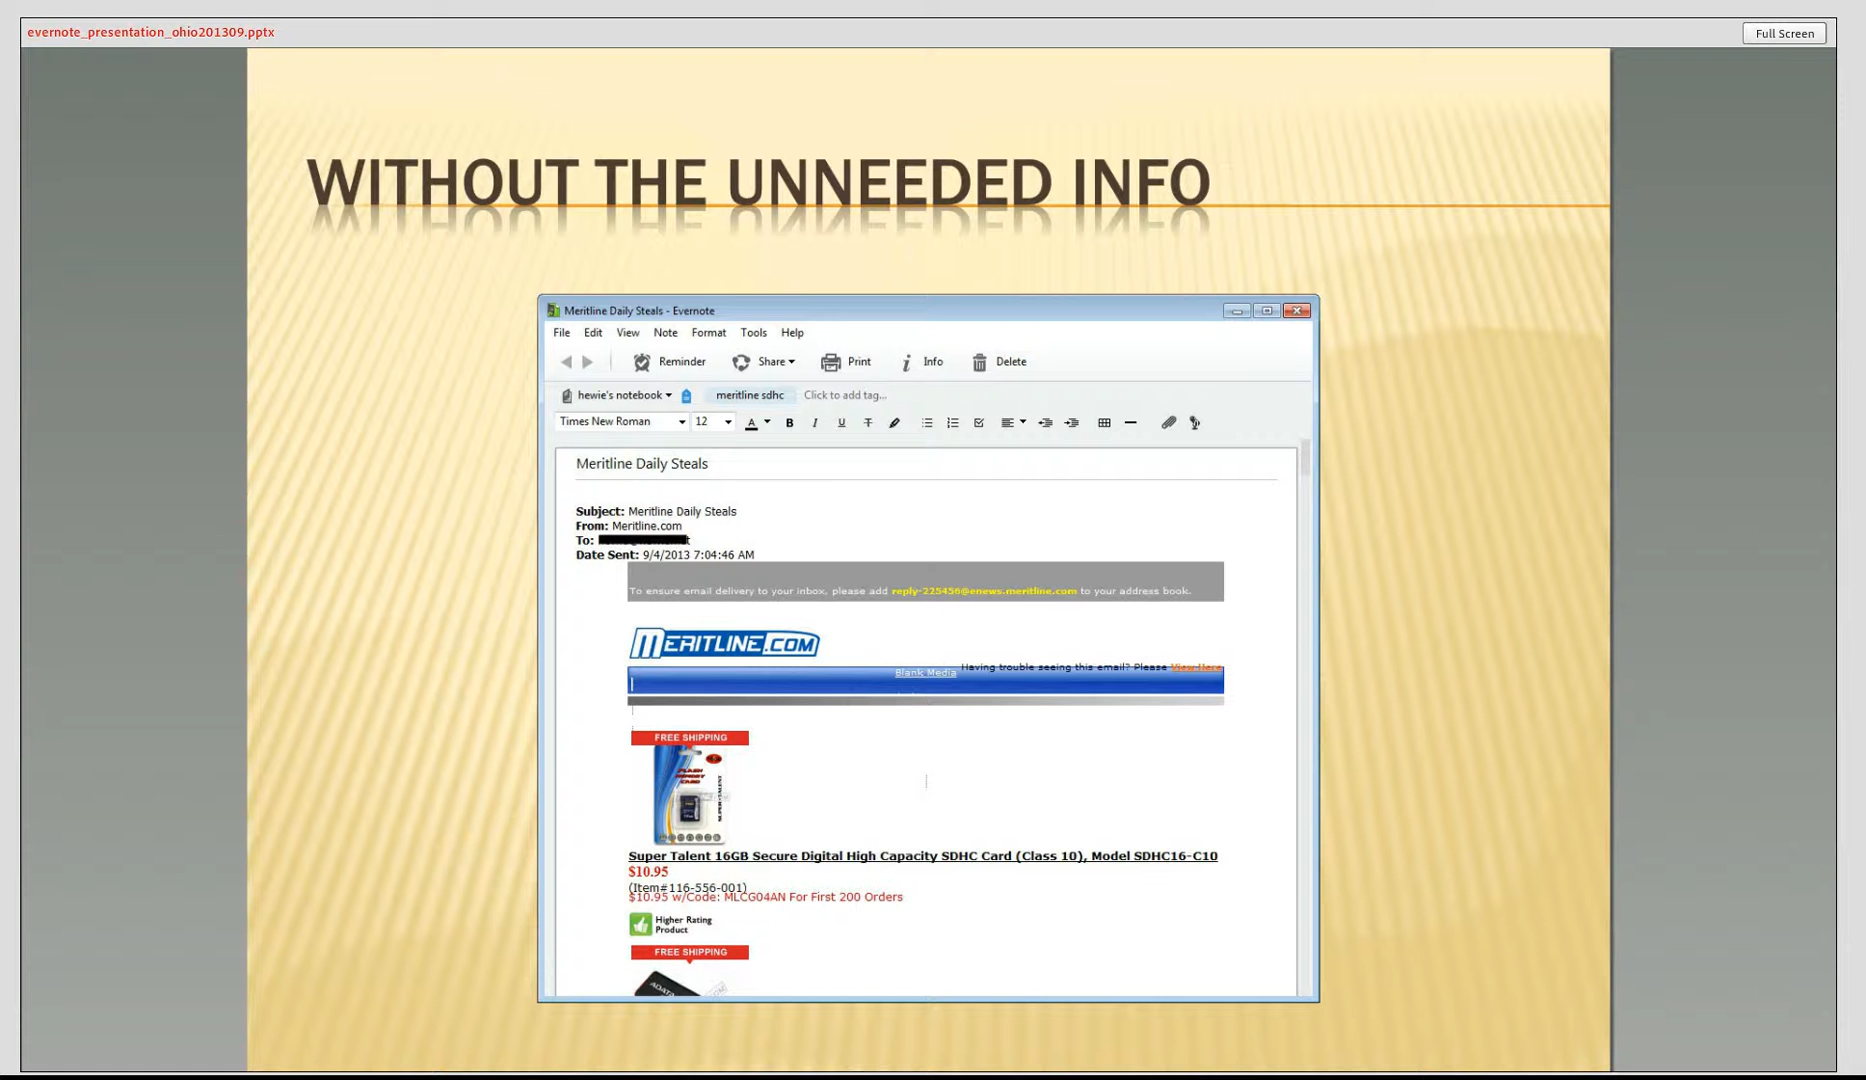 evernote_presentation_ohio201309.pptx
Full Screen
WITHOUT THE UNNEEDED INFO
Meritline Daily Steals - Evernote
File Edit View Note Format Tools Help
Reminder Share Print Info Delete
hewie's notebook meritline sdhc Click to add tag...
Times New Roman 12 A B I U T
Meritline Daily Steals
Subject: Meritline Daily Steals
From: Meritline.com
To:
Date Sent: 9/4/2013 7:04:46 AM
To ensure email delivery to your inbox, please add reply-225456@enews.meritline.com to your address book.
MERITLINE.COM
Having trouble seeing this email? Please View Here
Blank Media
FREE SHIPPING
FLASH MEMORY CARD
SUPER TALENT
Super Talent 16GB Secure Digital High Capacity SDHC Card (Class 10), Model SDHC16-C10
$10.95
(Item#116-556-001)
$10.95 w/Code: MLCG04AN For First 200 Orders
Higher Rating
Product
FREE SHIPPING
ADATA